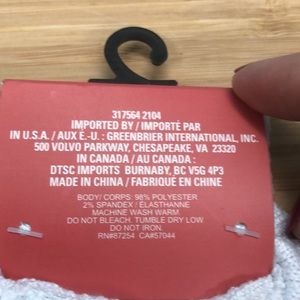 317564 2104
IMPORTED BY / IMPORTÉ PAR
IN U.S.A. / AUX É.-U. : GREENBRIER INTERNATIONAL, INC.
500 VOLVO PARKWAY, CHESAPEAKE, VA 23320
IN CANADA / AU CANADA :
DTSC IMPORTS BURNABY, BC V5G 4P3
MADE IN CHINA / FABRIQUÉ EN CHINE
BODY/ CORPS: 98% POLYESTER
2% SPANDEX / ÉLASTHANNE
MACHINE WASH WARM
DO NOT BLEACH. TUMBLE DRY LOW
DO NOT IRON.
RN#87254 CA#57044